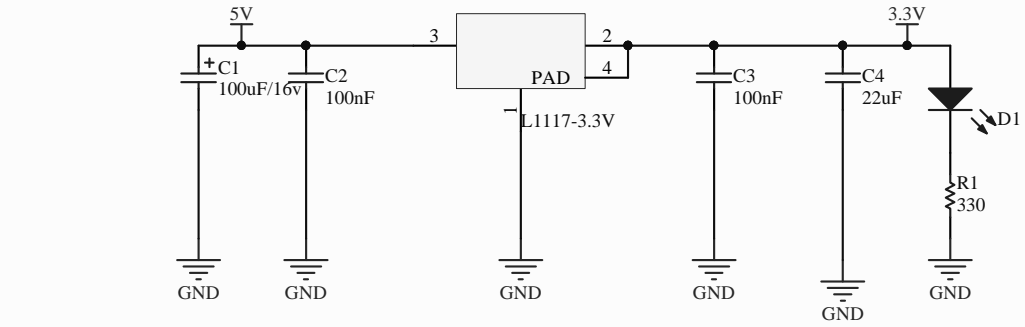 5V
3.3V
3
2
4
PAD
1
L1117-3.3V
C1
100uF/16v
C2
100nF
C3
100nF
C4
22uF
D1
R1
330
GND
GND
GND
GND
GND
GND